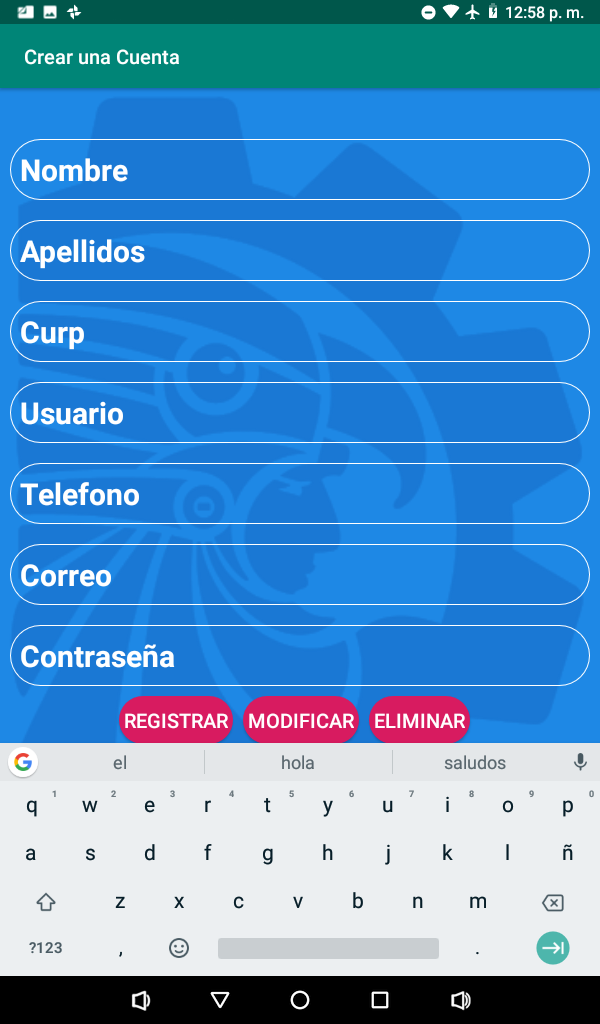 12:58 p. m.
Crear una Cuenta
Nombre
Apellidos
Curp
Usuario
Telefono
Correo
Contraseña
REGISTRAR MODIFICAR ELIMINAR
G el hola saludos
q 1 w 2 e 3 r 4 t 5 y 6 u 7 i 8 o 9 p 0
a s d f g h j k l ñ
z x c v b n m
?123 , .